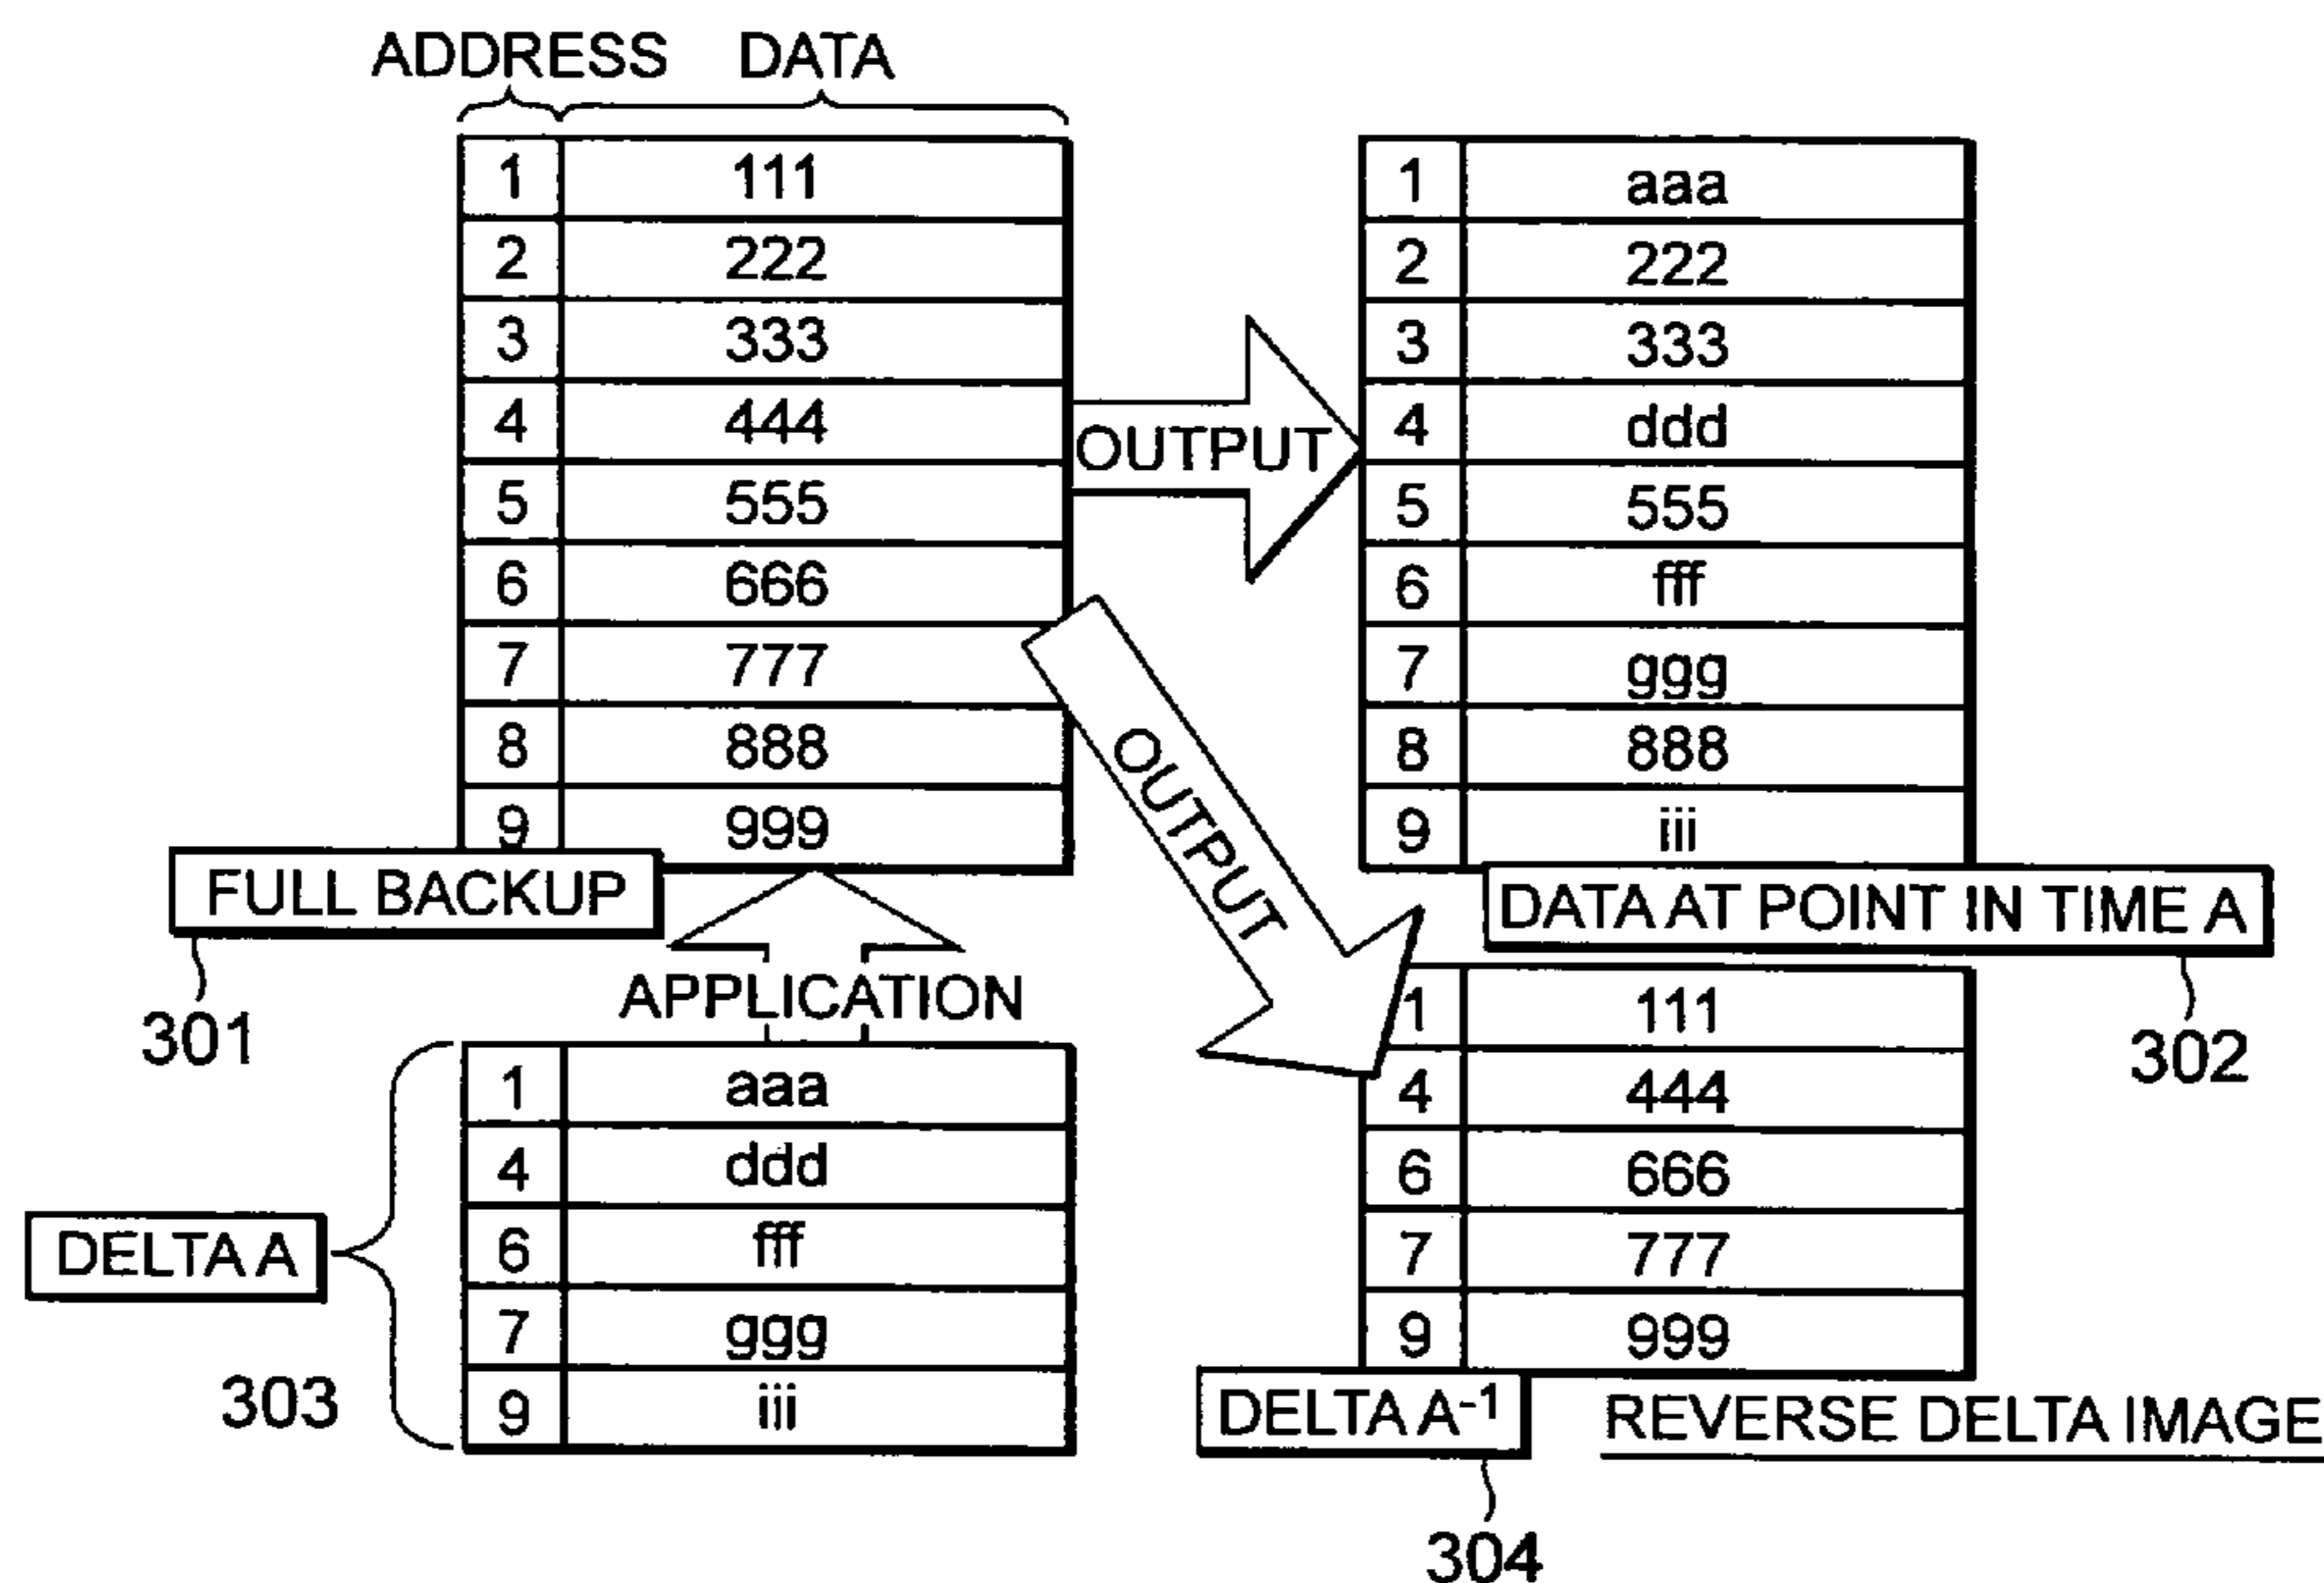 ADDRESS DATA
1 111
2 222
3 333
4 444
5 555
6 666
7 777
8 888
9 999
FULL BACKUP
301
OUTPUT
1 aaa
2 222
3 333
4 ddd
5 555
6 fff
7 ggg
8 888
9 iii
DATA AT POINT IN TIME A
302
OUTPUT
APPLICATION
1 aaa
4 ddd
6 fff
7 ggg
9 iii
DELTA A
303
1 111
4 444
6 666
7 777
9 999
DELTA A⁻¹
REVERSE DELTA IMAGE
304